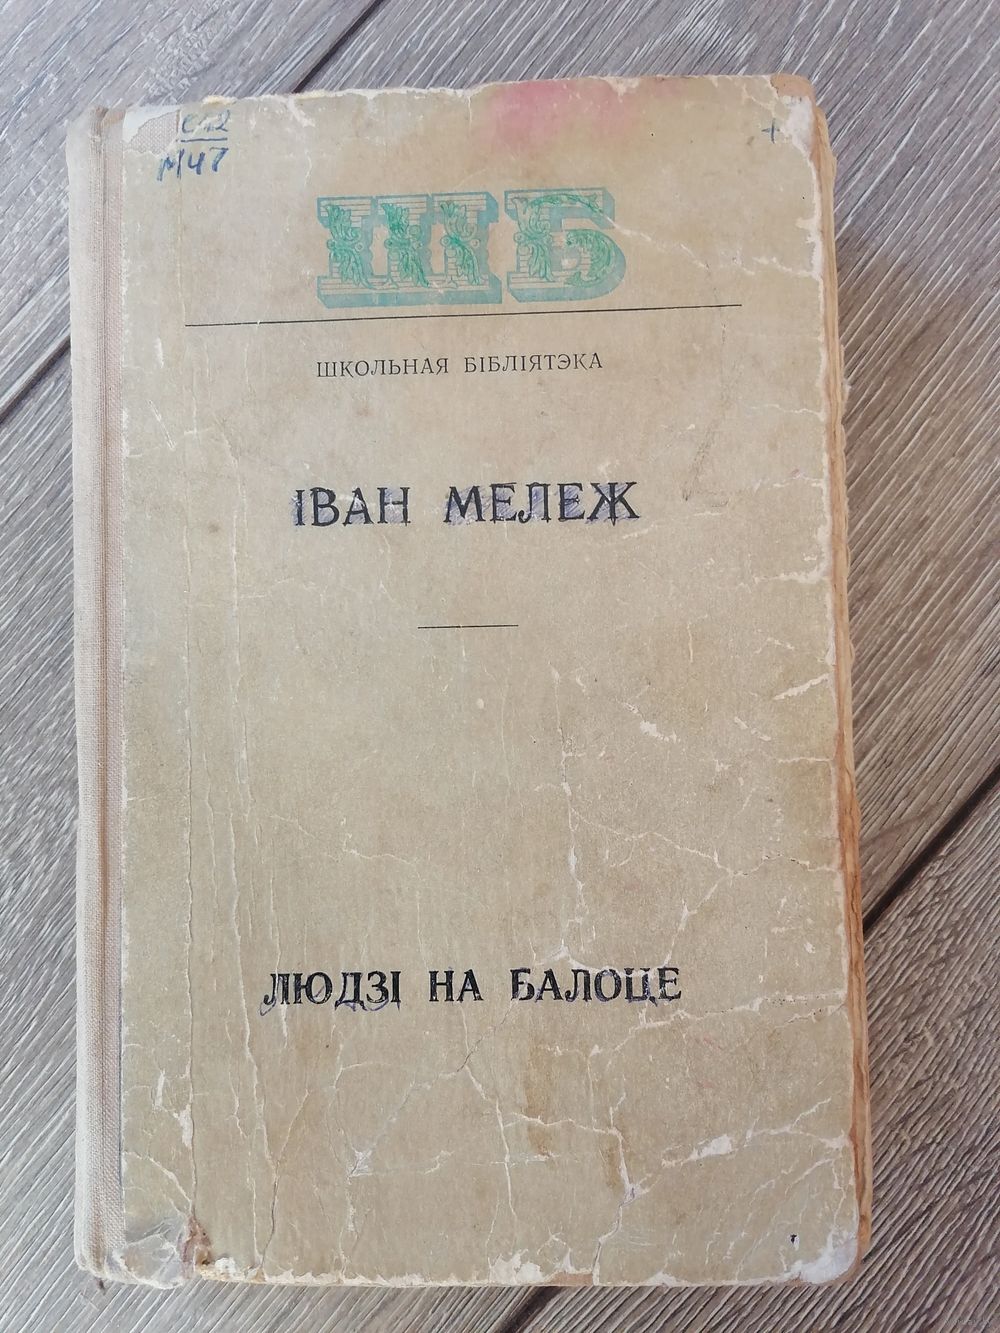 М47
+
ШБ
ШКОЛЬНАЯ БІБЛІЯТЭКА
ІВАН МЕЛЕЖ
ЛЮДЗІ НА БАЛОЦЕ